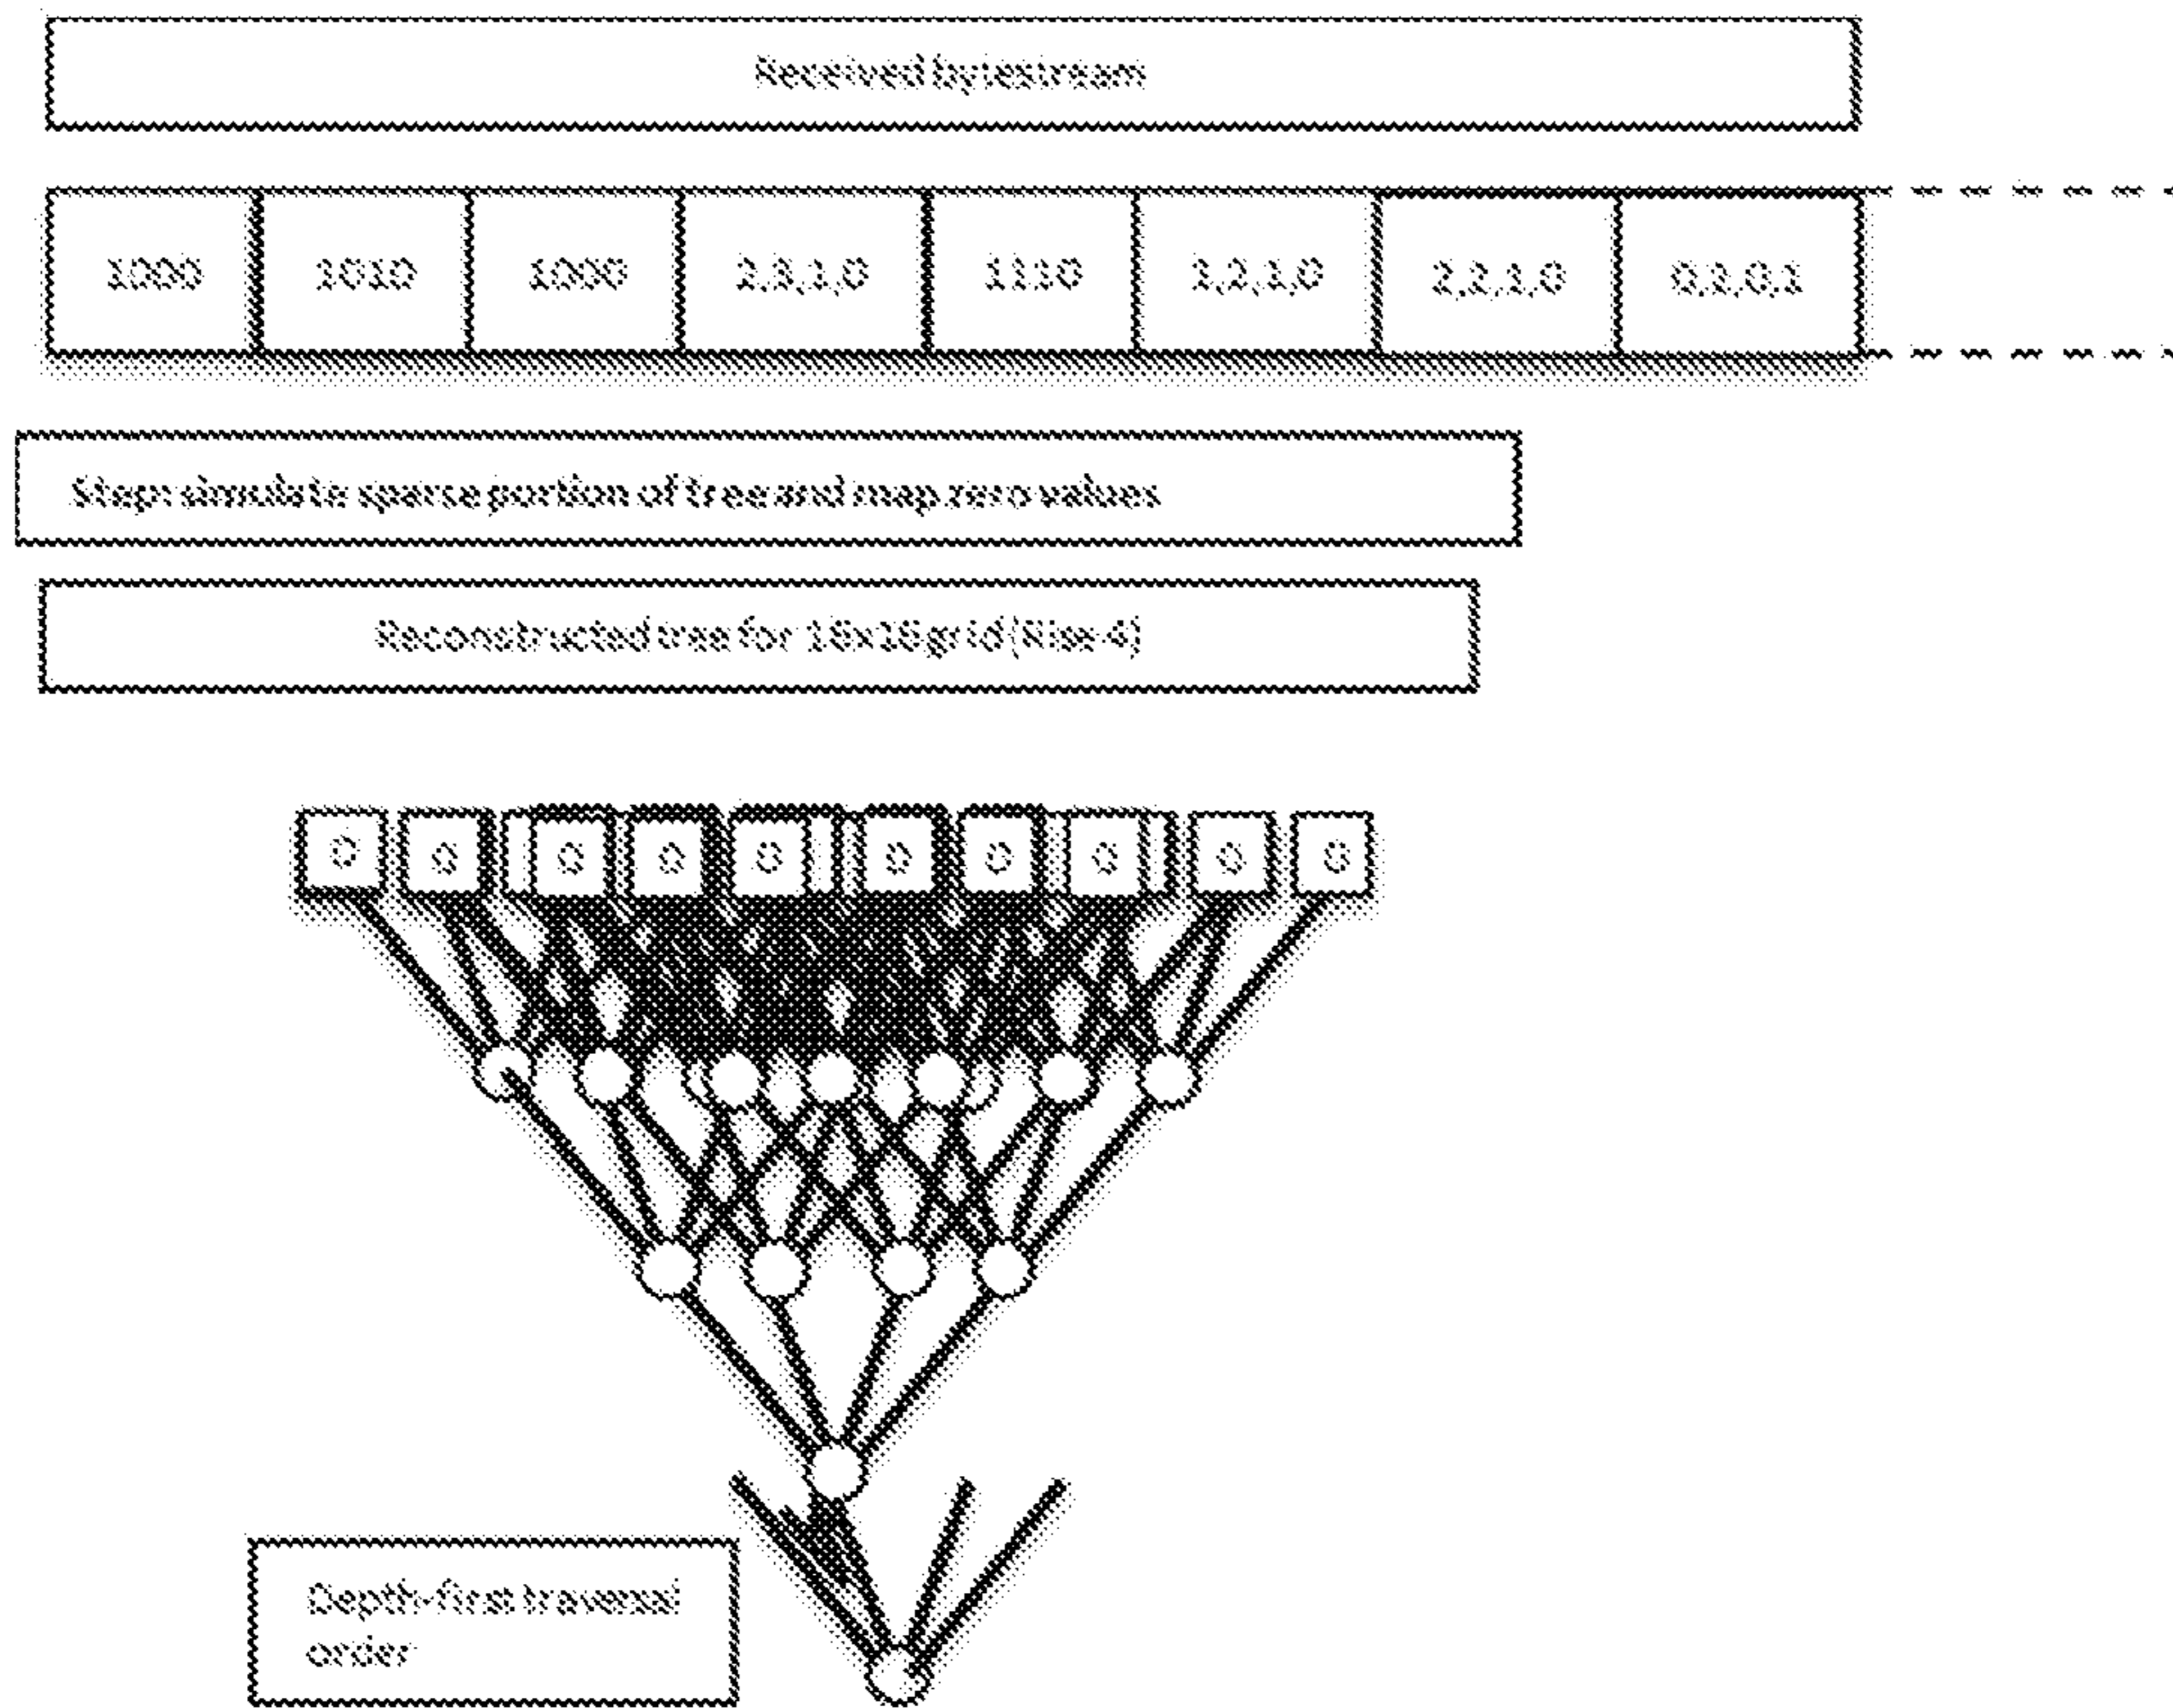 Received bytestream
1000 1010 1000 2,3,1,0 1110 1,2,1,0 2,2,1,0 0,2,0,1
Step: simulate sparse portion of tree and map zero values
Reconstructed tree for 16x16 grid
0 0 0 0 0 0 0 0 0 0
Depth-first traversal
order